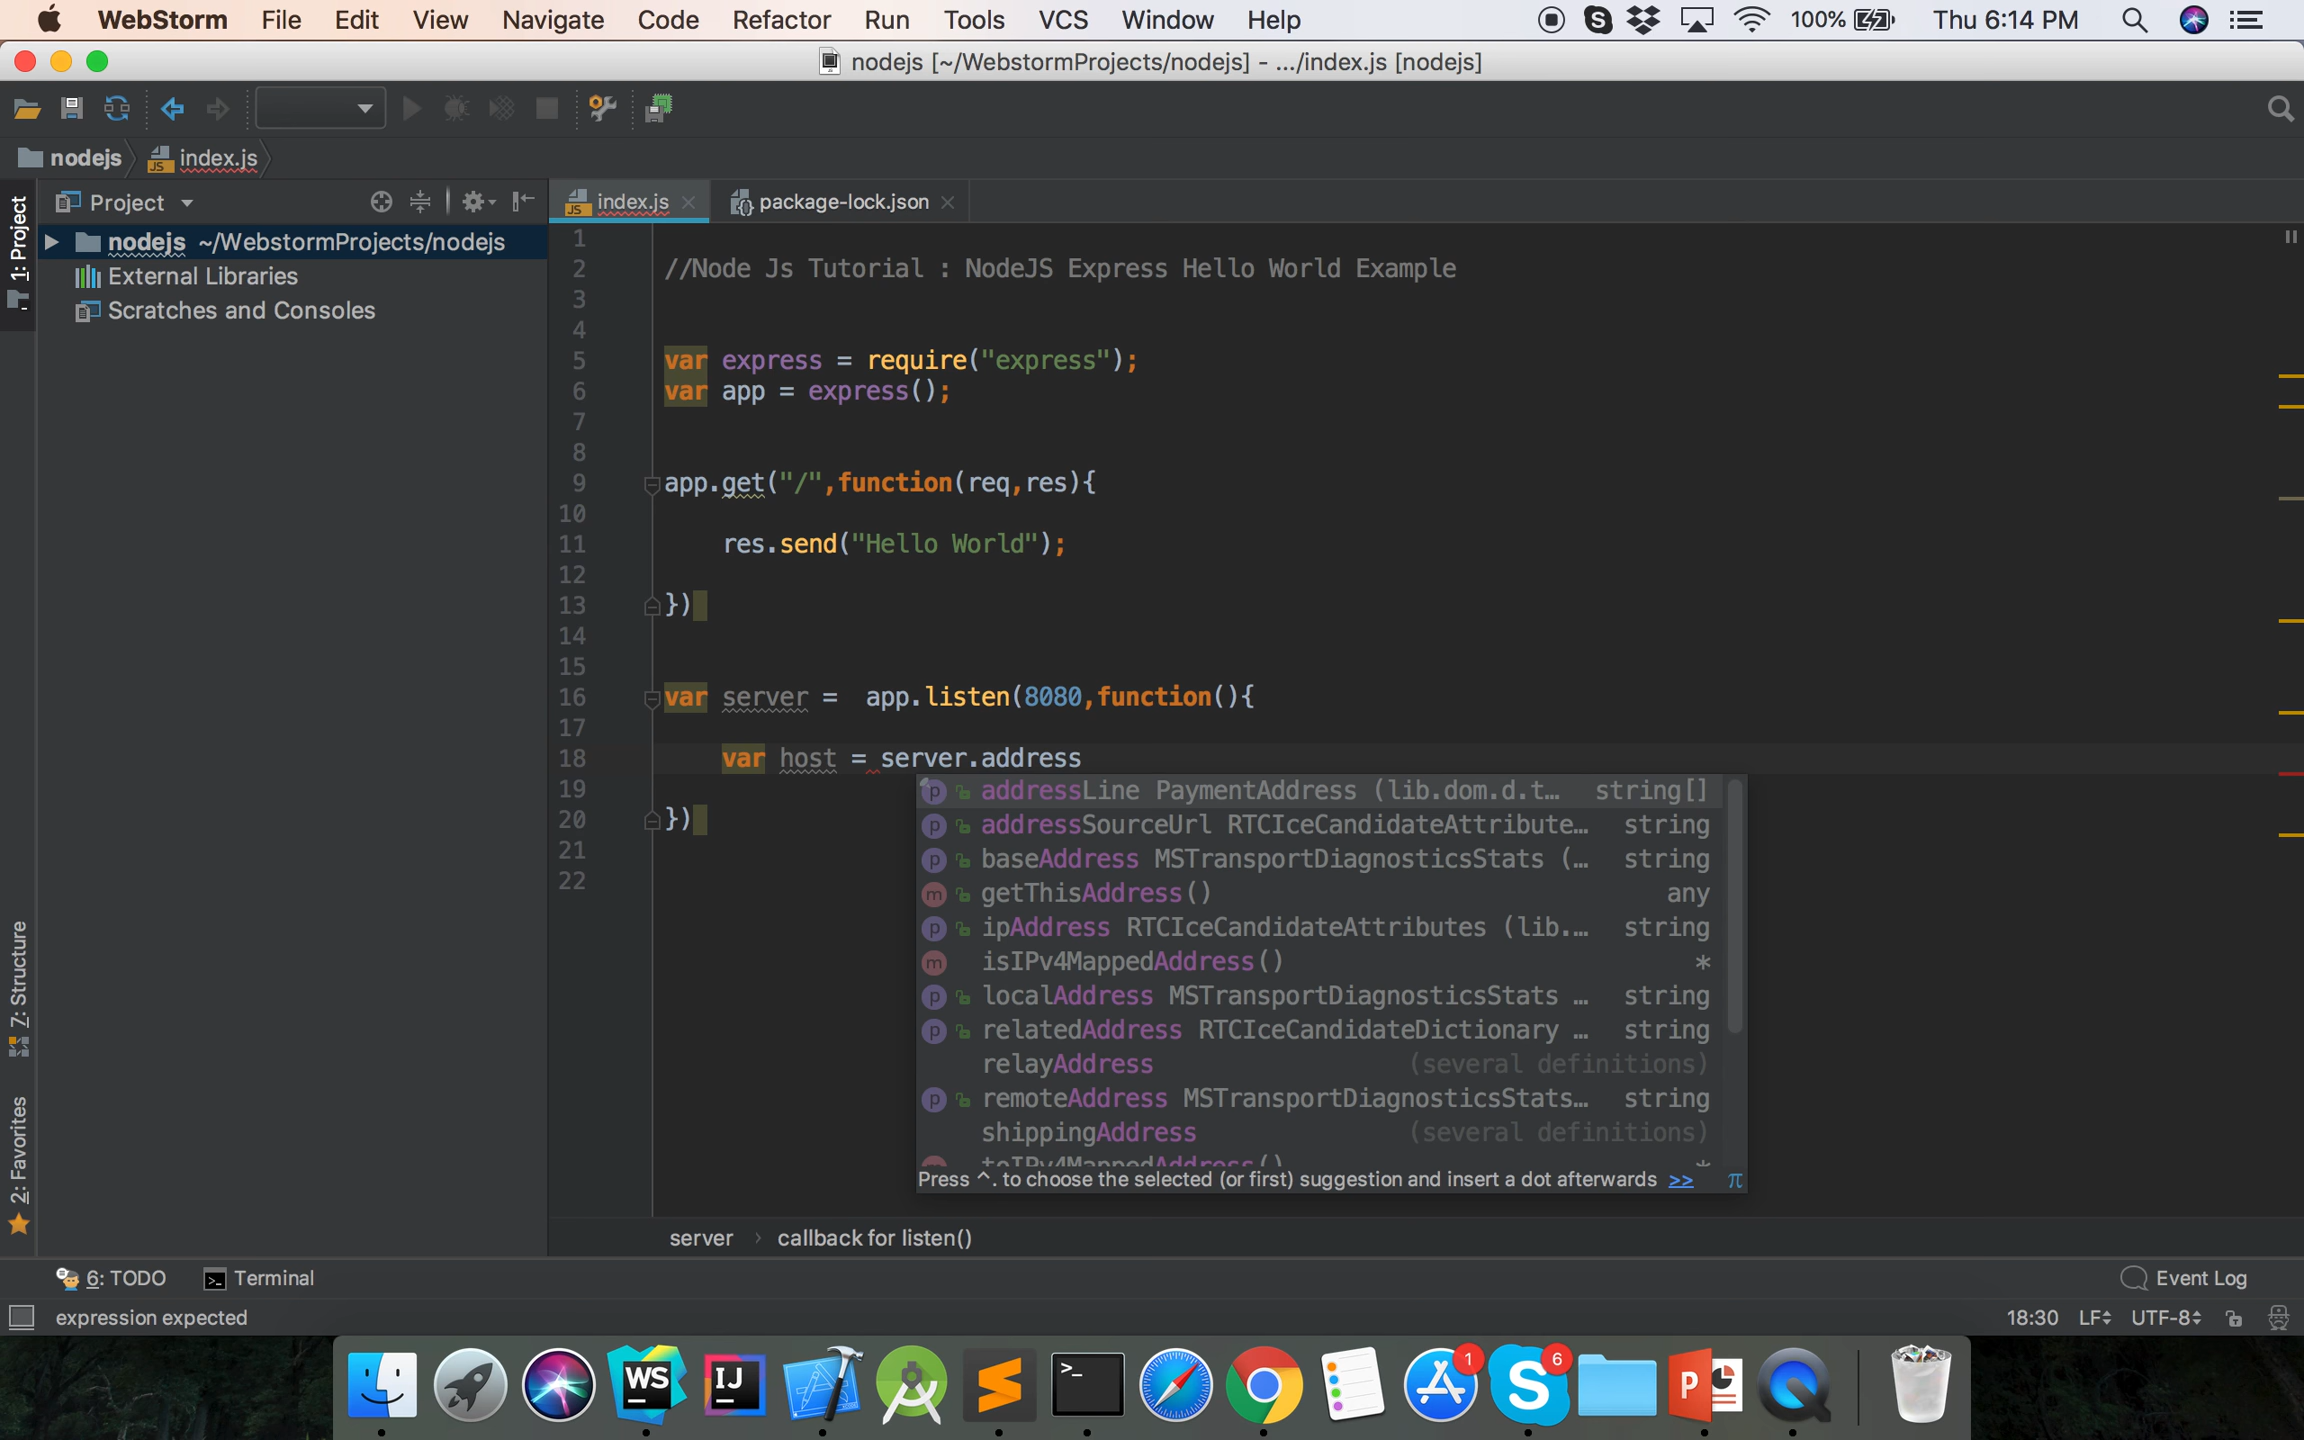 WebStorm File Edit View Navigate Code Refactor Run Tools VCS Window Help 100% Thu 6:14 PM
nodejs [~/WebstormProjects/nodejs] - .../index.js [nodejs]
nodejs index.js
Project
index.js
package-lock.json
1: Project
nodejs ~/WebstormProjects/nodejs
External Libraries
Scratches and Consoles
7: Structure
2: Favorites
1
2 //Node Js Tutorial : NodeJS Express Hello World Example
3
4
5 var express = require("express");
6 var app = express();
7
8
9 app.get("/",function(req,res){
10
11 res.send("Hello World");
12
13 })
14
15
16 var server =  app.listen(8080,function(){
17
18 var host = server.address
19
20 })
21
22
addressLine PaymentAddress (lib.dom.d.t… string[]
addressSourceUrl RTCIceCandidateAttribute… string
baseAddress MSTransportDiagnosticsStats (… string
getThisAddress() any
ipAddress RTCIceCandidateAttributes (lib.… string
isIPv4MappedAddress() *
localAddress MSTransportDiagnosticsStats … string
relatedAddress RTCIceCandidateDictionary … string
relayAddress (several definitions)
remoteAddress MSTransportDiagnosticsStats… string
shippingAddress (several definitions)
toIPv4MappedAddress() *
Press ^. to choose the selected (or first) suggestion and insert a dot afterwards >> π
server › callback for listen()
6: TODO Terminal Event Log
expression expected 18:30 LF UTF-8
WS IJ >_ 1 S 6 P